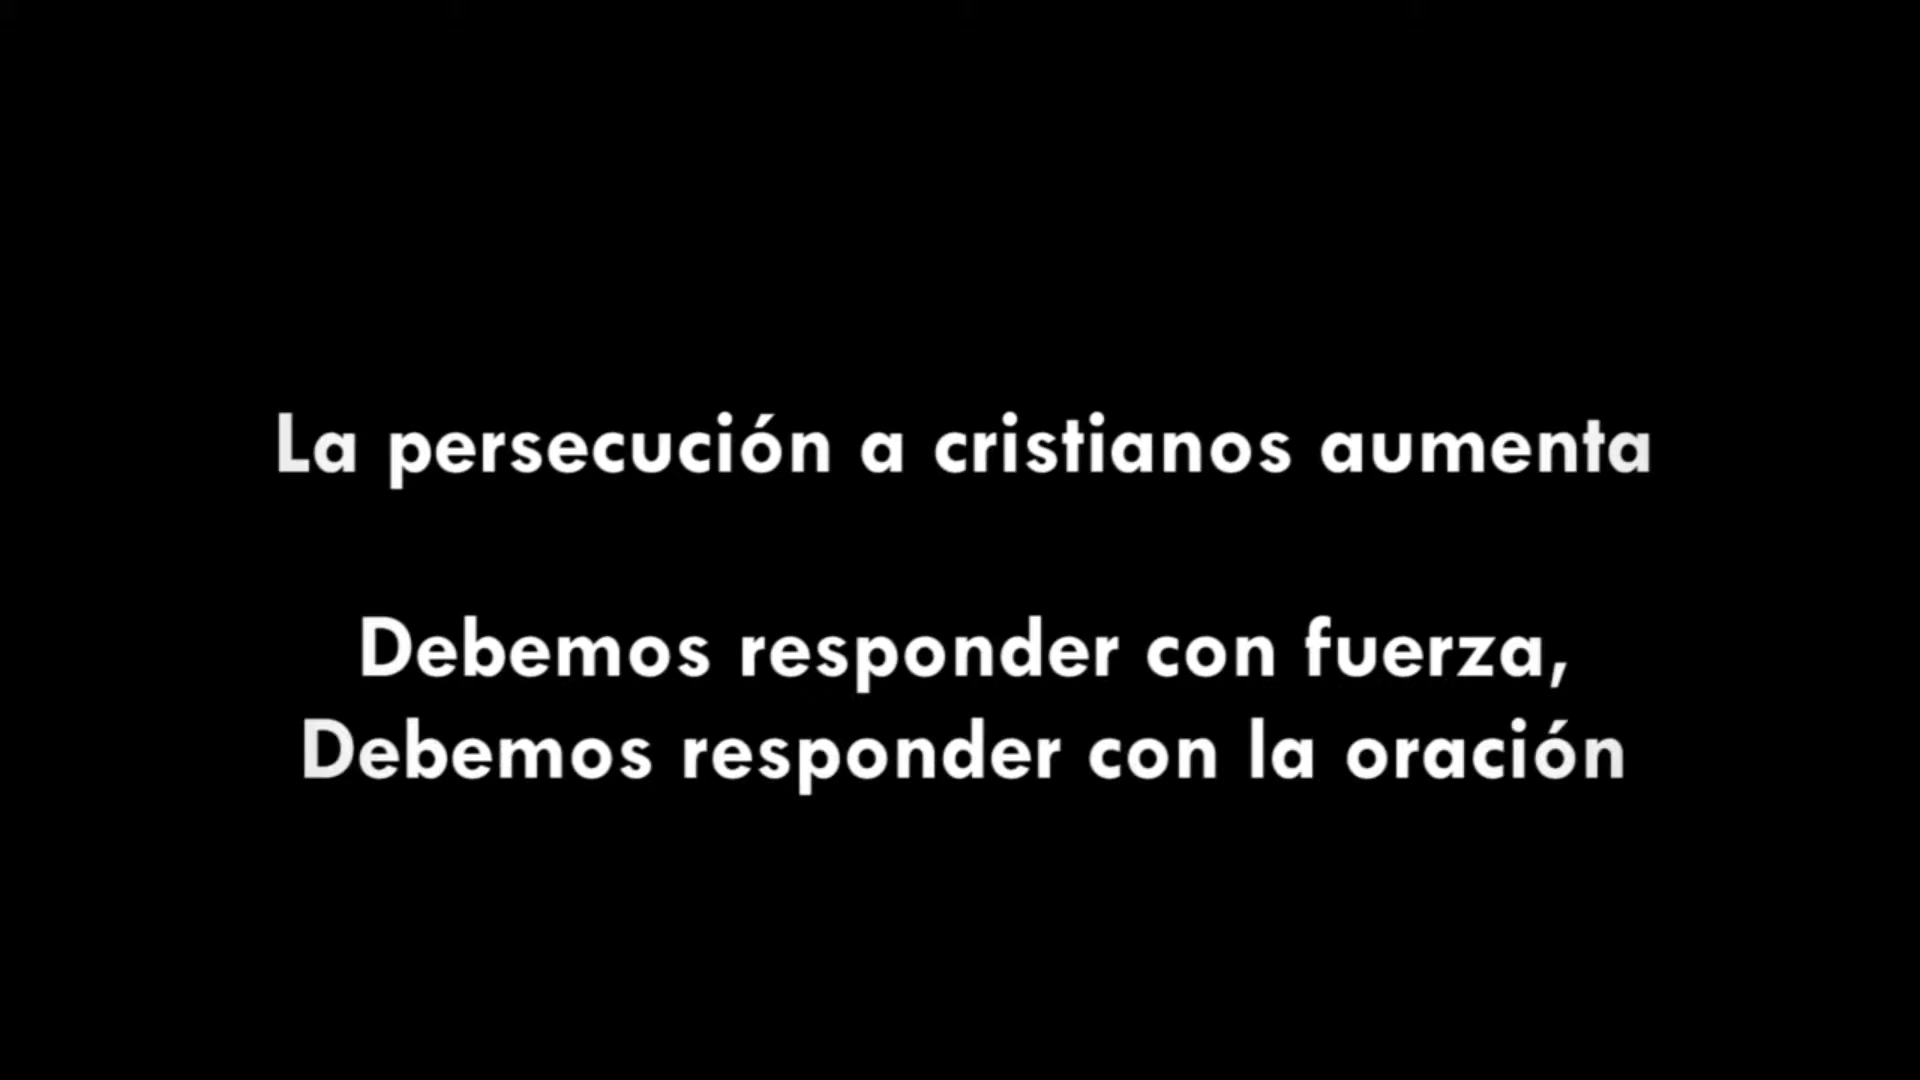 La persecución a cristianos aumenta
Debemos responder con fuerza,
Debemos responder con la oración